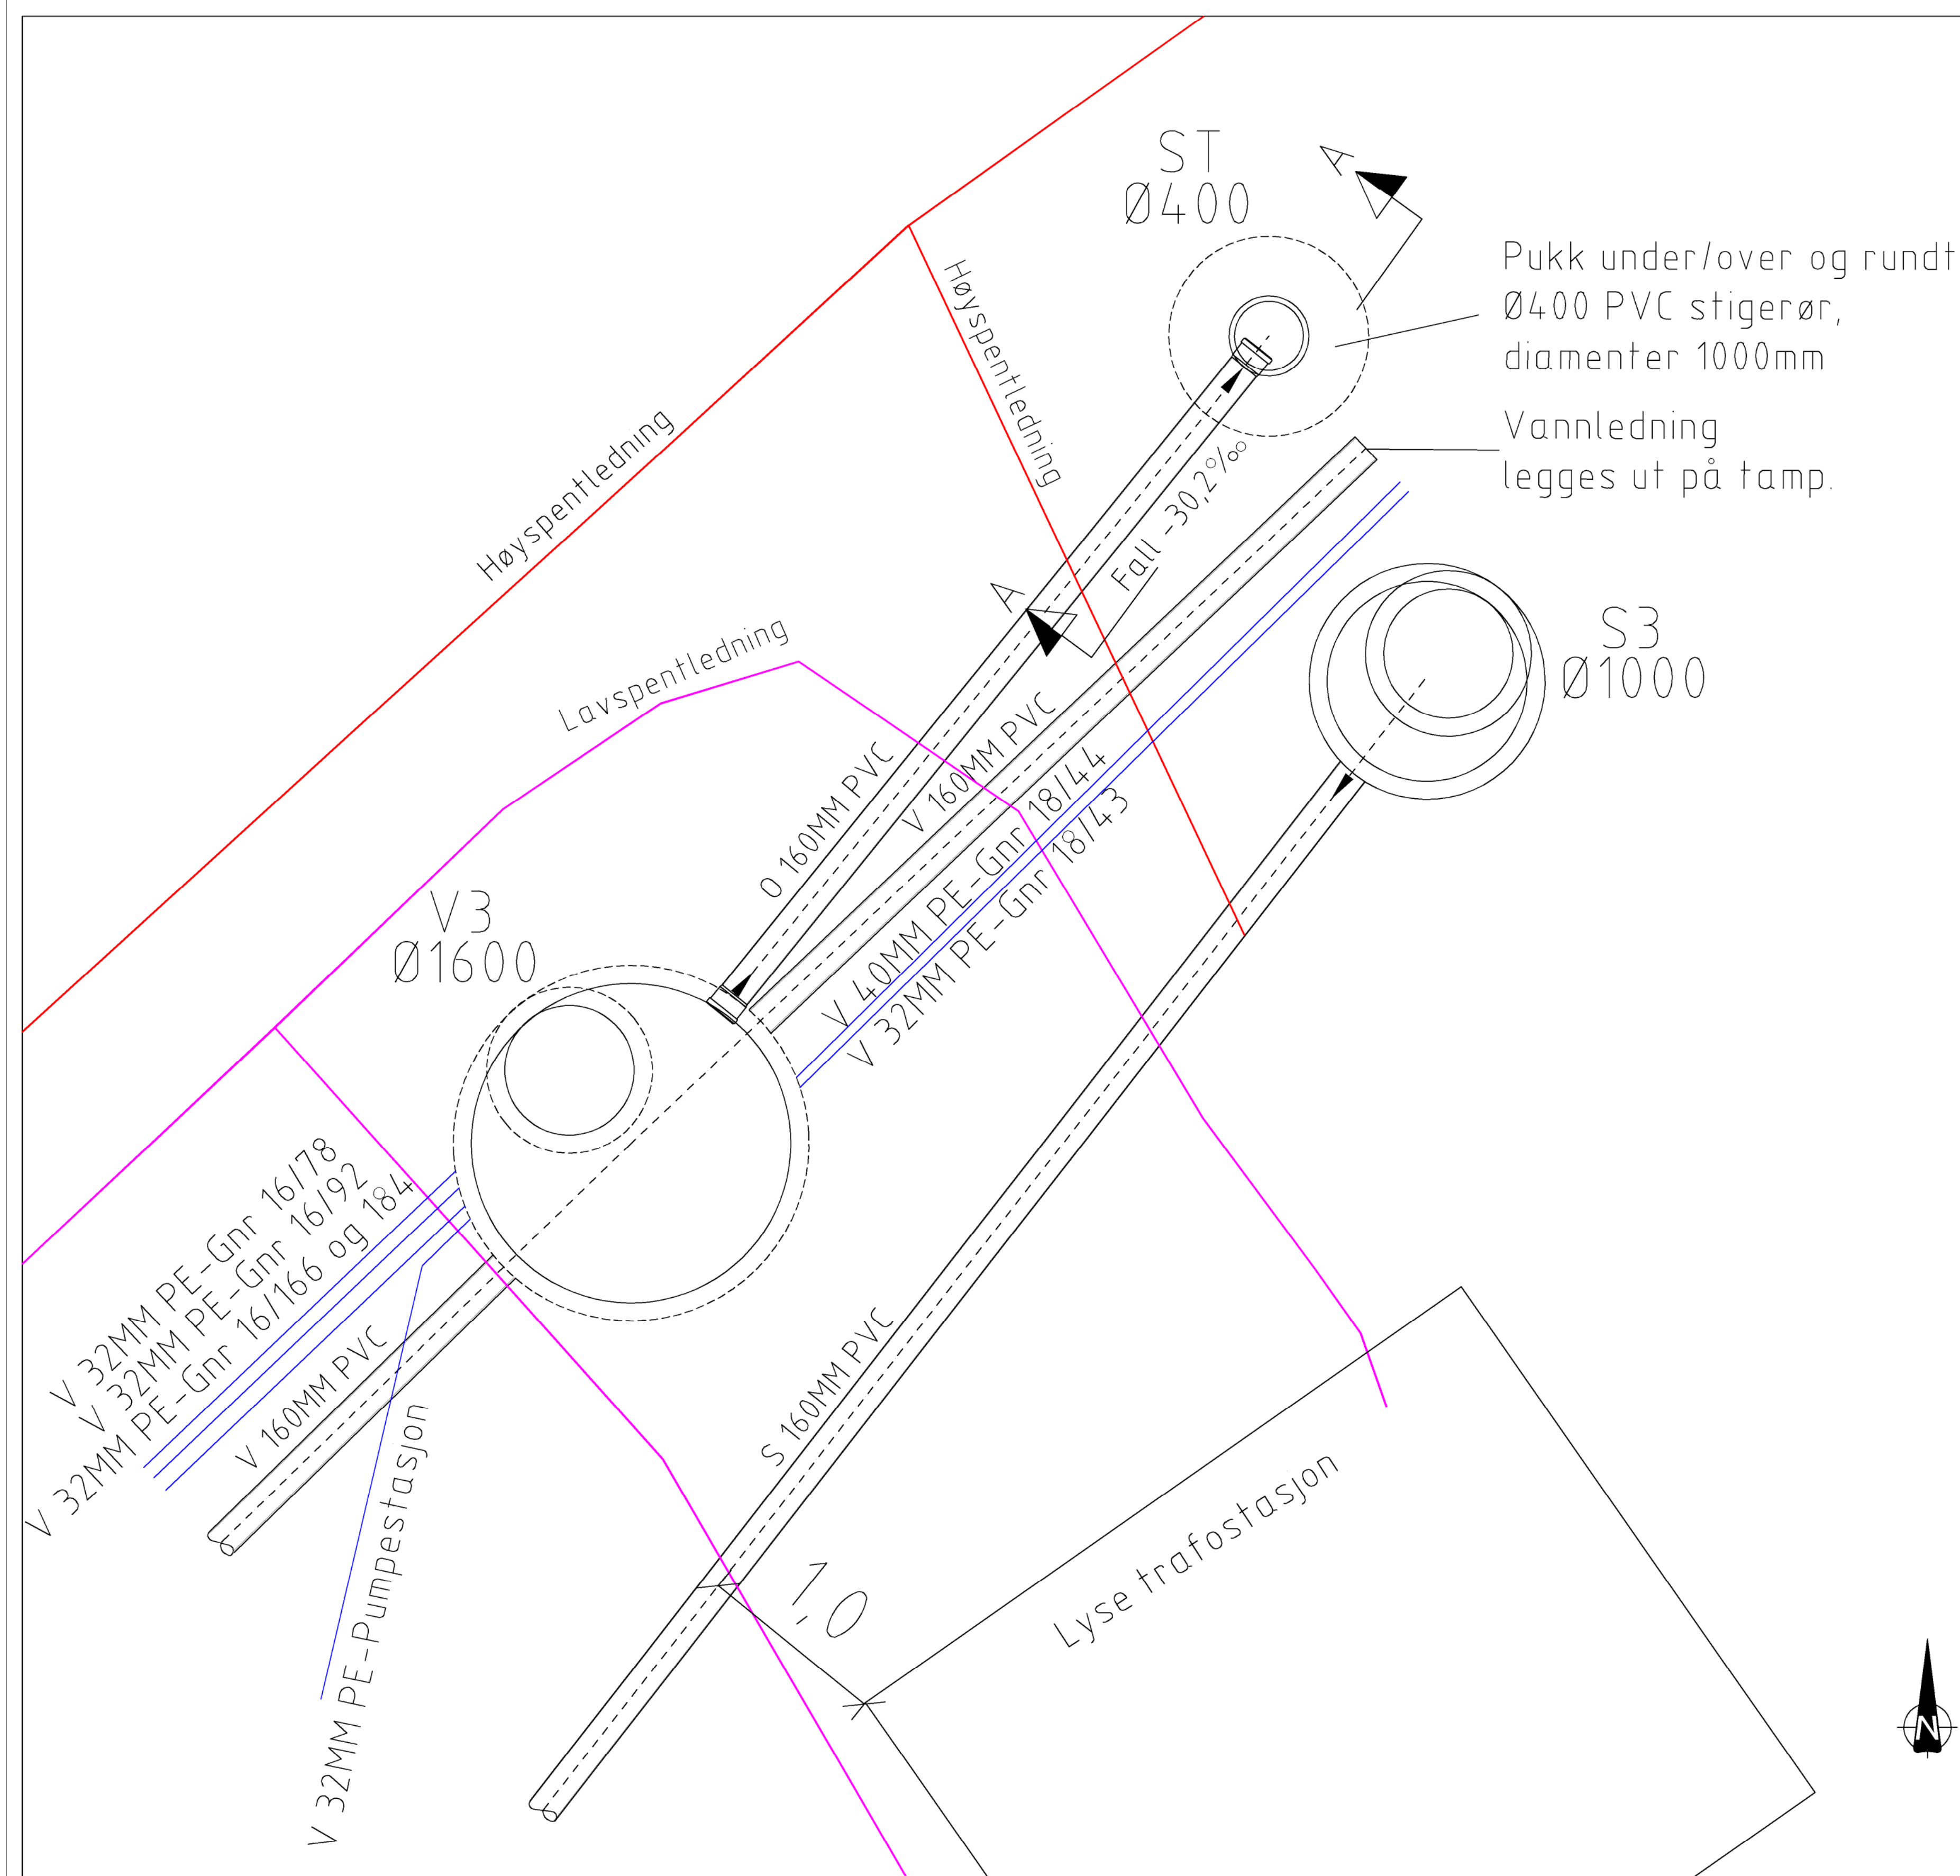 ST
Ø400
A
Pukk under/over og rundt
Ø400 PVC stigerør,
diamenter 1000mm
Vannledning
legges ut på tamp.
Høyspentledning
Høyspentledning
Fall -30,2‰
A
S3
Ø1000
Lavspentledning
O 160MM PVC
V 160MM PVC
V 40MM PE-Gnr 18/44
V 32MM PE-Gnr 18/43
V3
Ø1600
V 32MM PE-Gnr 16/78
V 32MM PE-Gnr 16/92
V 32MM PE-Gnr 16/166 og 184
V 160MM PVC
V 32MM PE-Pumpestasjon
S 160MM PVC
1,0
Lyse trafostasjon
N